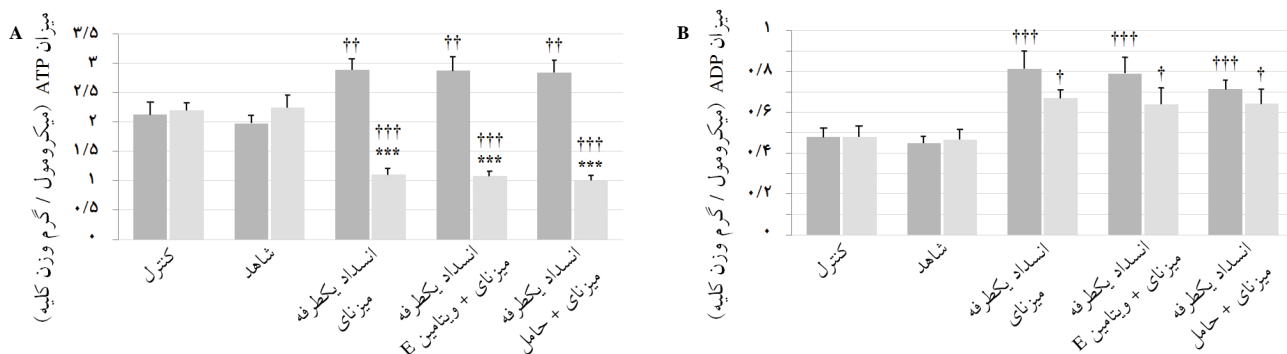 A
میزان ATP (میکرومول / گرم وزن کلیه)
۳/۵
۳
۲/۵
۲
۱/۵
۱
۰/۵
۰
††
††
††
†††
***
†††
***
†††
***
کنترل
شاهد
انسداد یکطرفه
میزنای
انسداد یکطرفه
میزنای + ویتامین E
انسداد یکطرفه
میزنای + حامل
B
میزان ADP (میکرومول / گرم وزن کلیه)
۱
۰/۸
۰/۶
۰/۴
۰/۲
۰
†††
†
†††
†
†††
†
کنترل
شاهد
انسداد یکطرفه
میزنای
انسداد یکطرفه
میزنای + ویتامین E
انسداد یکطرفه
میزنای + حامل